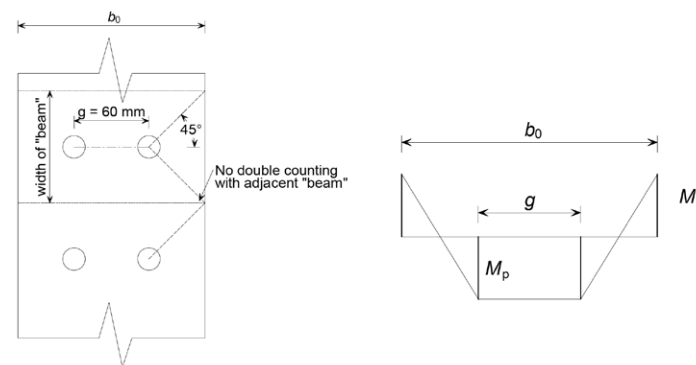 b₀
g = 60 mm
45°
width of "beam"
No double counting
with adjacent "beam"
b₀
g
M
Mₚ